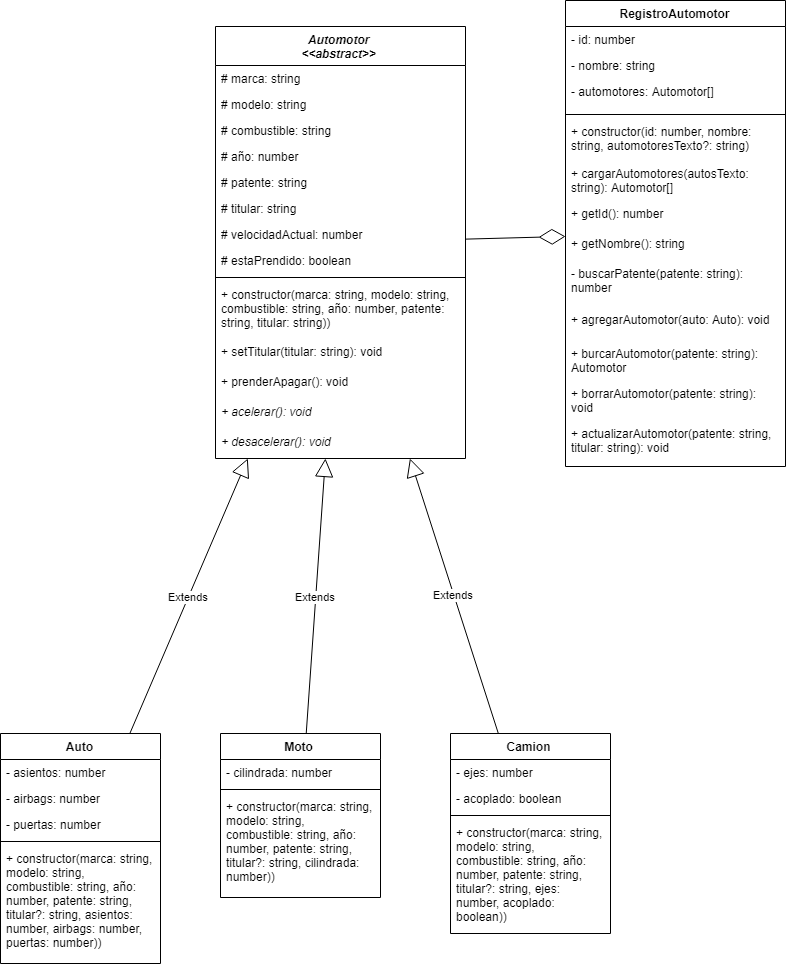 Automotor
<<abstract>>
# marca: string
# modelo: string
# combustible: string
# año: number
# patente: string
# titular: string
# velocidadActual: number
# estaPrendido: boolean
+ constructor(marca: string, modelo: string,
combustible: string, año: number, patente:
string, titular: string))
+ setTitular(titular: string): void
+ prenderApagar(): void
+ acelerar(): void
+ desacelerar(): void
RegistroAutomotor
- id: number
- nombre: string
- automotores: Automotor[]
+ constructor(id: number, nombre:
string, automotoresTexto?: string)
+ cargarAutomotores(autosTexto:
string): Automotor[]
+ getId(): number
+ getNombre(): string
- buscarPatente(patente: string):
number
+ agregarAutomotor(auto: Auto): void
+ burcarAutomotor(patente: string):
Automotor
+ borrarAutomotor(patente: string):
void
+ actualizarAutomotor(patente: string,
titular: string): void
Extends
Extends
Extends
Auto
- asientos: number
- airbags: number
- puertas: number
+ constructor(marca: string,
modelo: string,
combustible: string, año:
number, patente: string,
titular?: string, asientos:
number, airbags: number,
puertas: number))
Moto
- cilindrada: number
+ constructor(marca: string,
modelo: string,
combustible: string, año:
number, patente: string,
titular?: string, cilindrada:
number))
Camion
- ejes: number
- acoplado: boolean
+ constructor(marca: string,
modelo: string,
combustible: string, año:
number, patente: string,
titular?: string, ejes:
number, acoplado:
boolean))